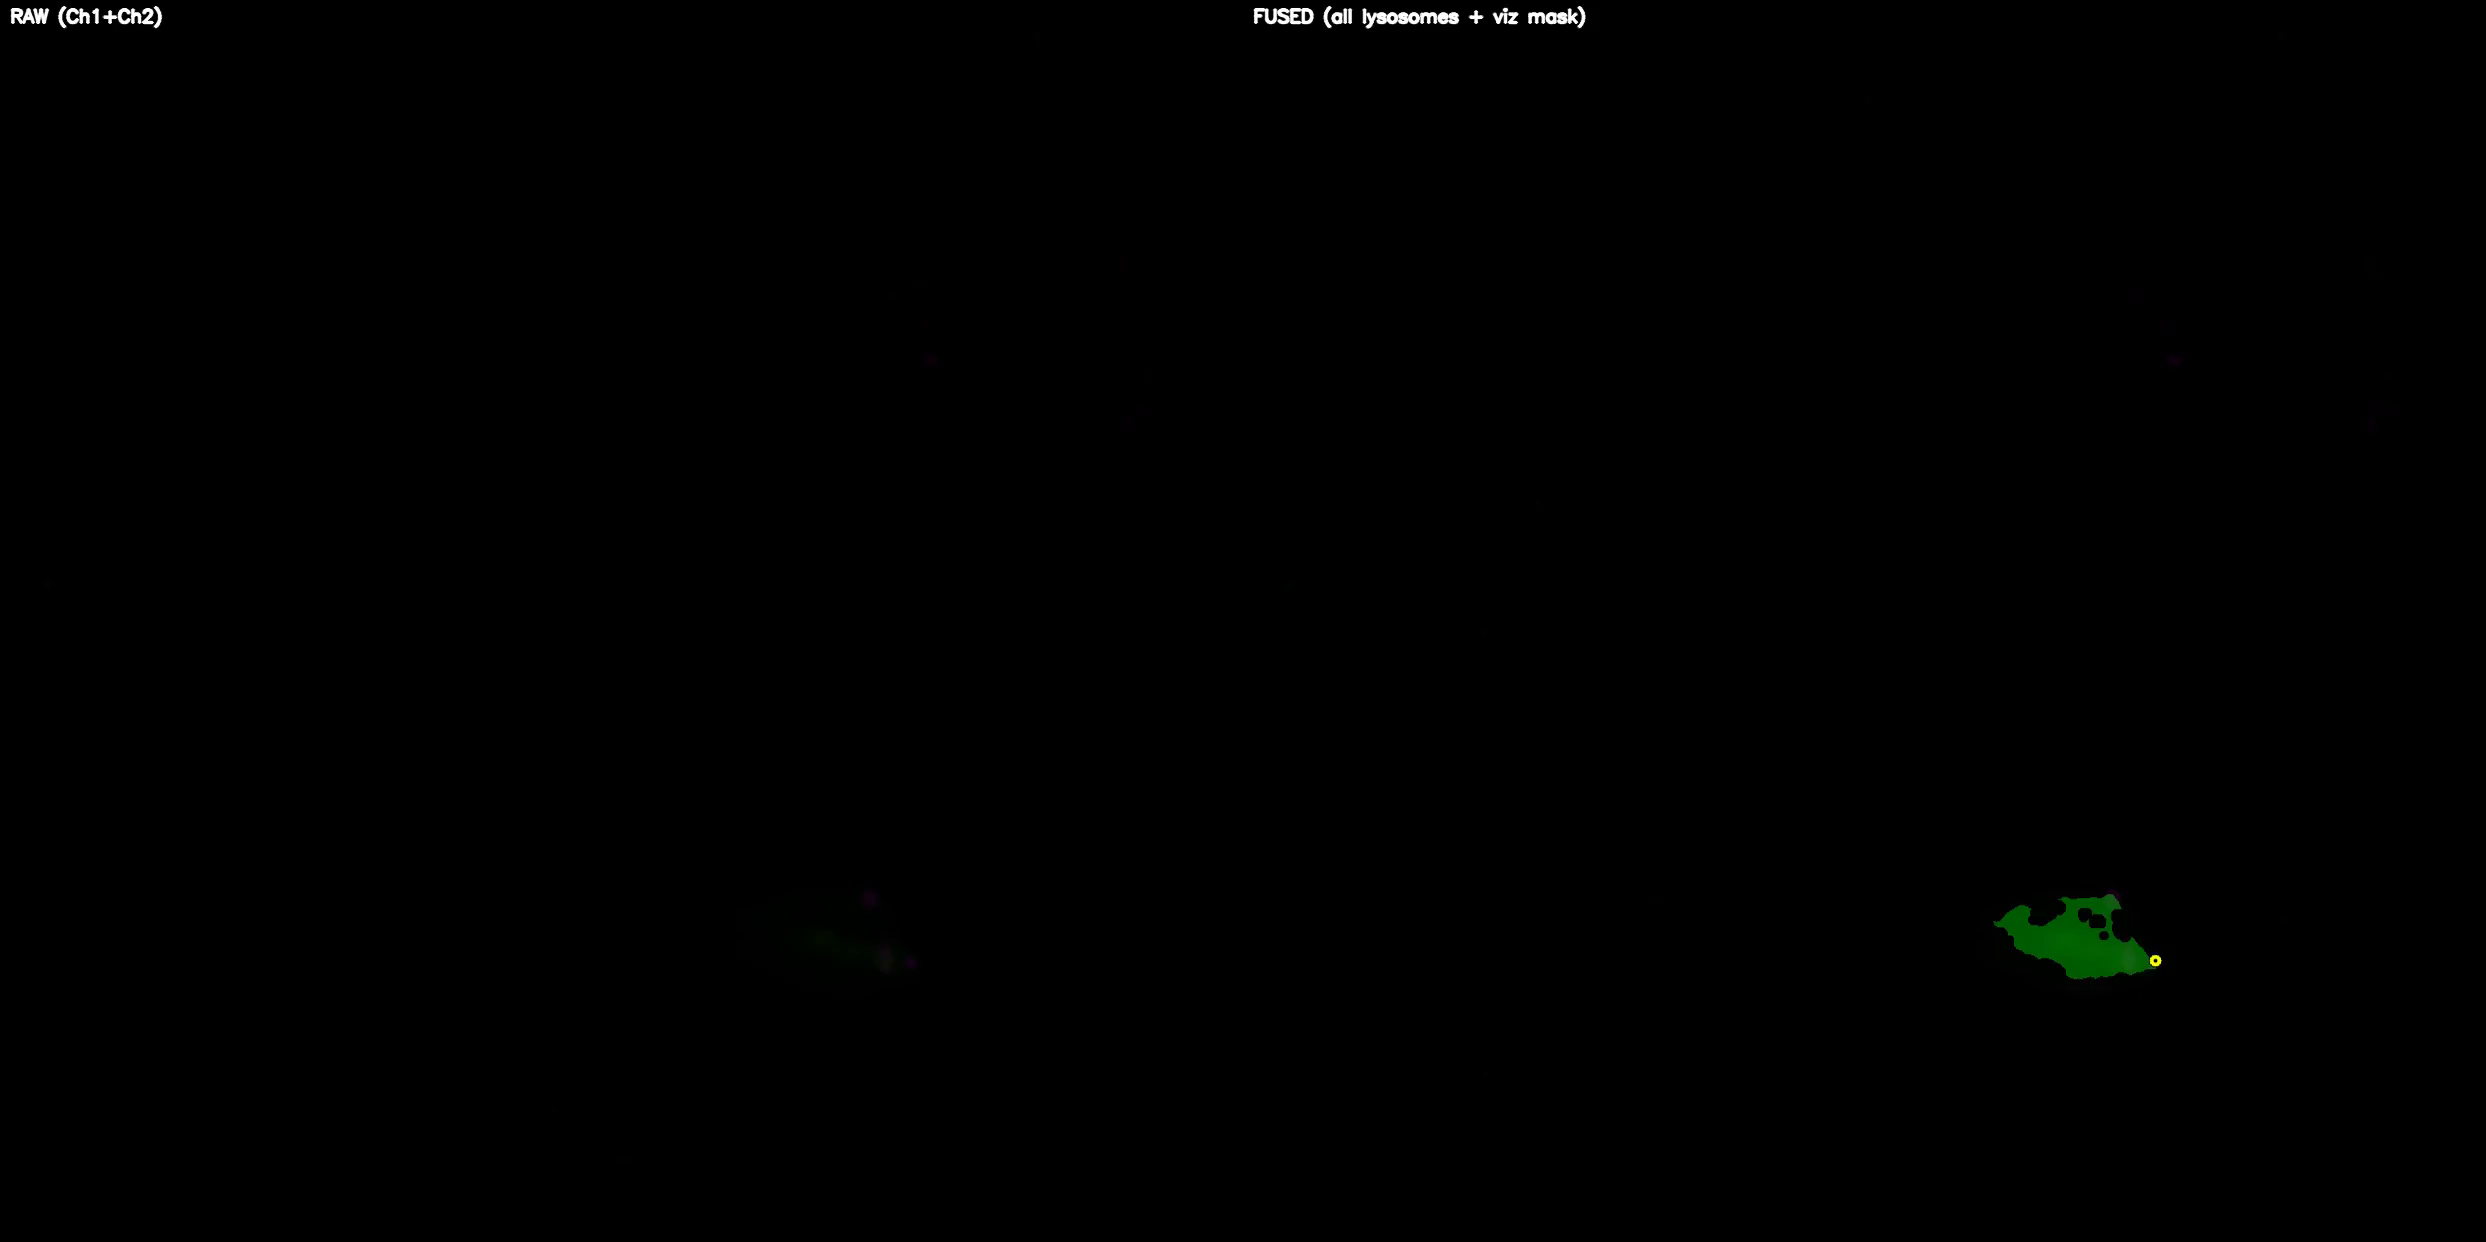 RAW (Ch1+Ch2)
FUSED (all lysosomes + viz mask)